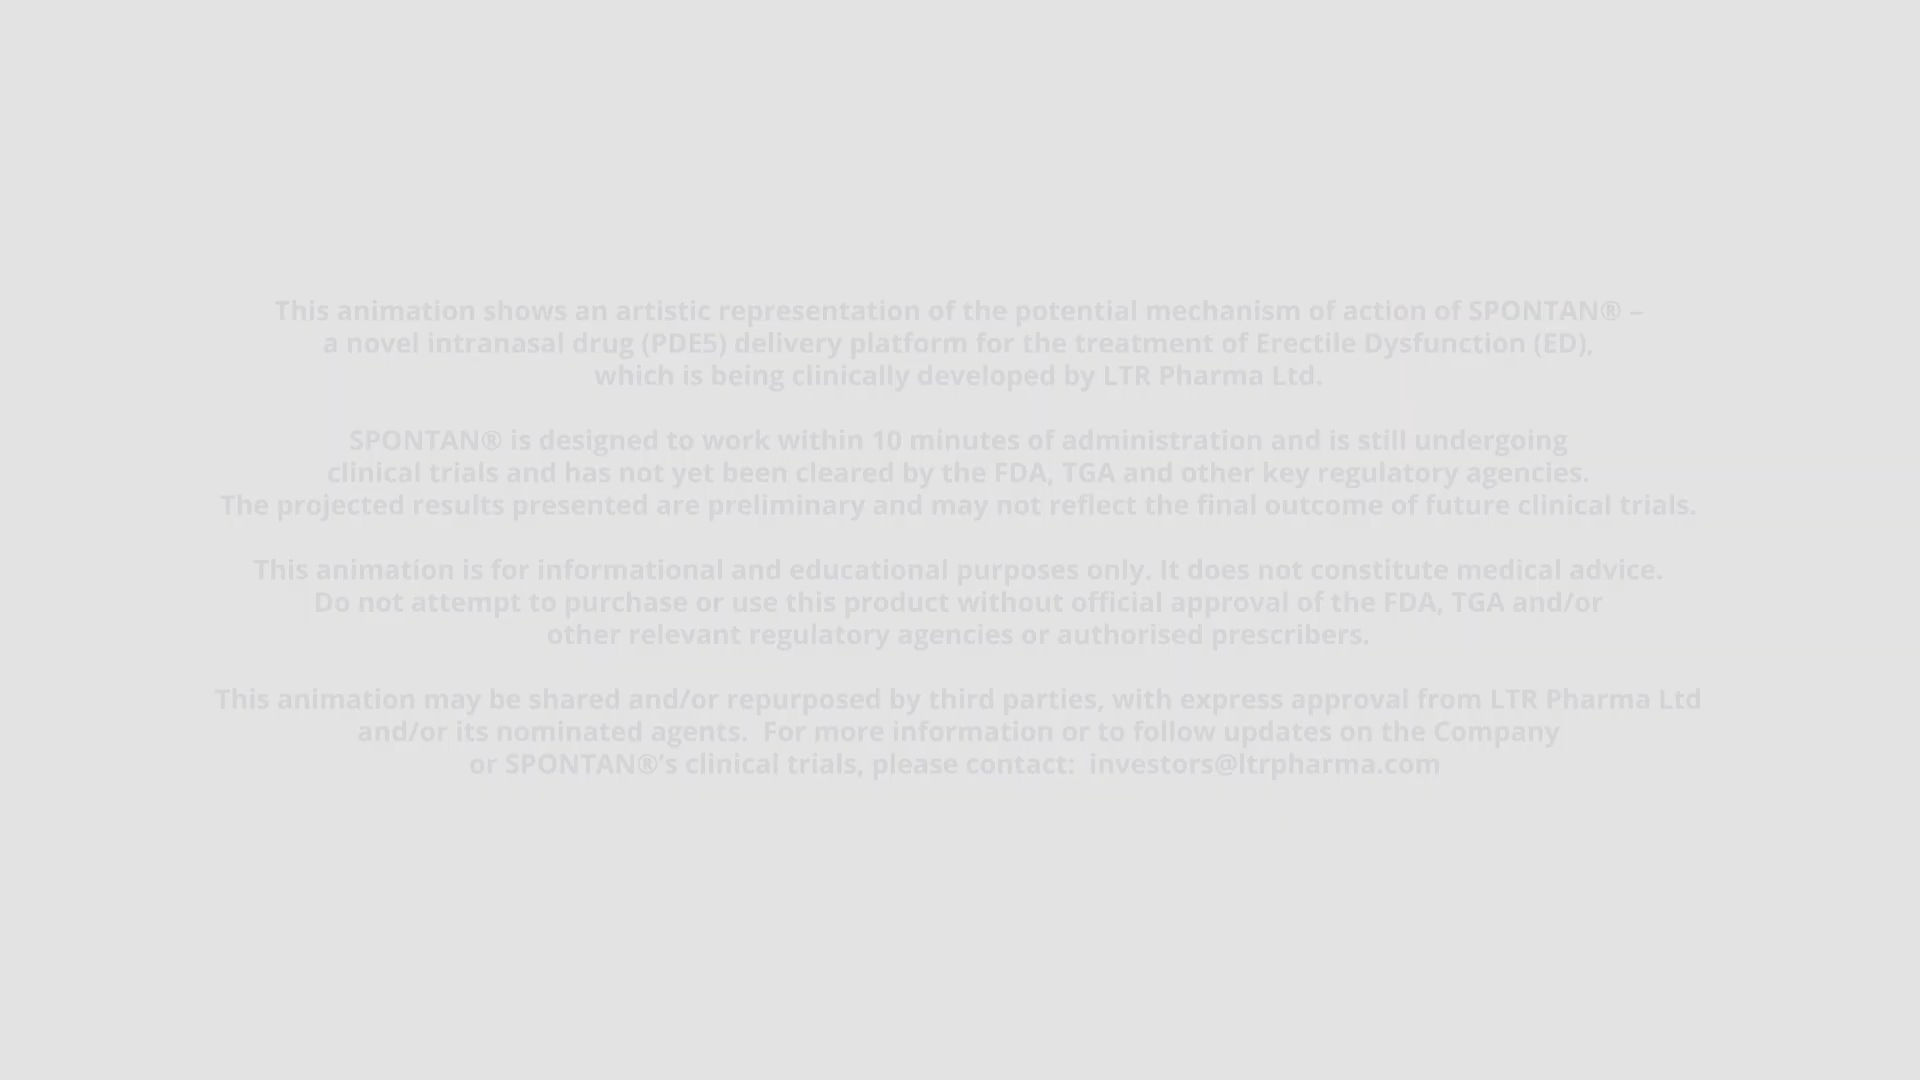 This animation shows an artistic representation of the potential mechanism of action of SPONTAN® –
a novel intranasal drug (PDE5) delivery platform for the treatment of Erectile Dysfunction (ED),
which is being clinically developed by LTR Pharma Ltd.
SPONTAN® is designed to work within 10 minutes of administration and is still undergoing
clinical trials and has not yet been cleared by the FDA, TGA and other key regulatory agencies.
The projected results presented are preliminary and may not reflect the final outcome of future clinical trials.
This animation is for informational and educational purposes only. It does not constitute medical advice.
Do not attempt to purchase or use this product without official approval of the FDA, TGA and/or
other relevant regulatory agencies or authorised prescribers.
This animation may be shared and/or repurposed by third parties, with express approval from LTR Pharma Ltd
and/or its nominated agents.  For more information or to follow updates on the Company
or SPONTAN®’s clinical trials, please contact:  investors@ltrpharma.com